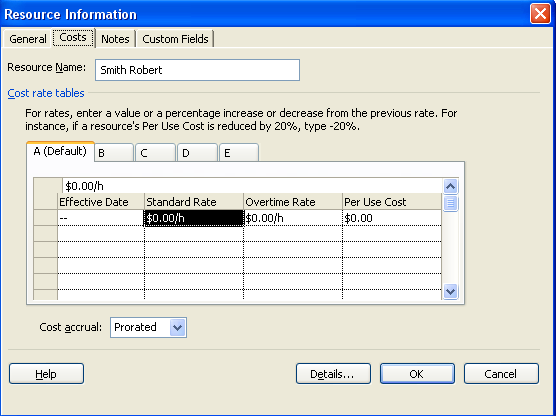 Resource Information
General Costs Notes Custom Fields
Resource Name: Smith Robert
Cost rate tables
For rates, enter a value or a percentage increase or decrease from the previous rate. For
instance, if a resource's Per Use Cost is reduced by 20%, type -20%.
A (Default) B C D E
$0.00/h
Effective Date Standard Rate Overtime Rate Per Use Cost
-- $0.00/h $0.00/h $0.00
Cost accrual: Prorated
Help Details... OK Cancel